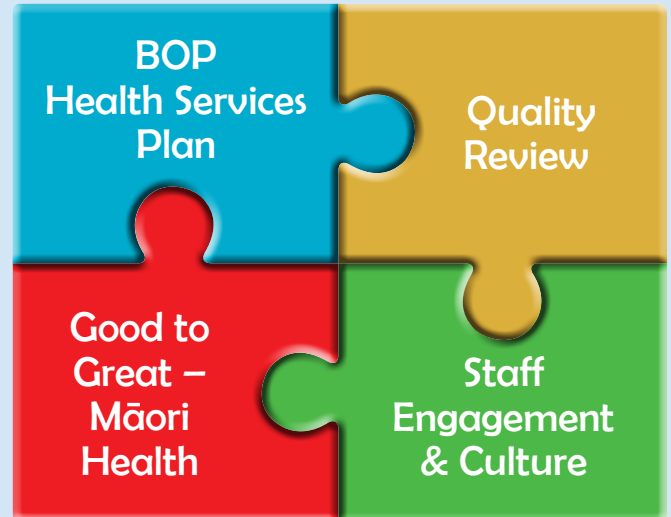 BOP
Health Services
Plan
Quality
Review
Good to
Great –
Māori
Health
Staff
Engagement
& Culture